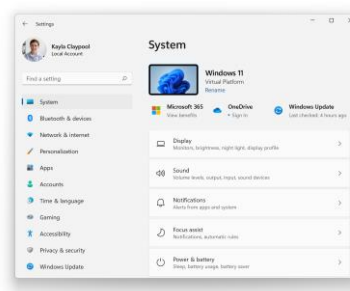 Settings
Kayla Claypool
Local Account
Find a setting
System
Bluetooth & devices
Network & internet
Personalization
Apps
Accounts
Time & language
Gaming
Accessibility
Privacy & security
Windows Update
System
Windows 11
Virtual Platform
Rename
Microsoft 365
View benefits
OneDrive
Sign In
Windows Update
Last checked: 4 hours ago
Display
Monitors, brightness, night light, display profile
Sound
Volume levels, output, input, sound devices
Notifications
Alerts from apps and system
Focus assist
Notifications, automatic rules
Power & battery
Sleep, battery usage, battery saver